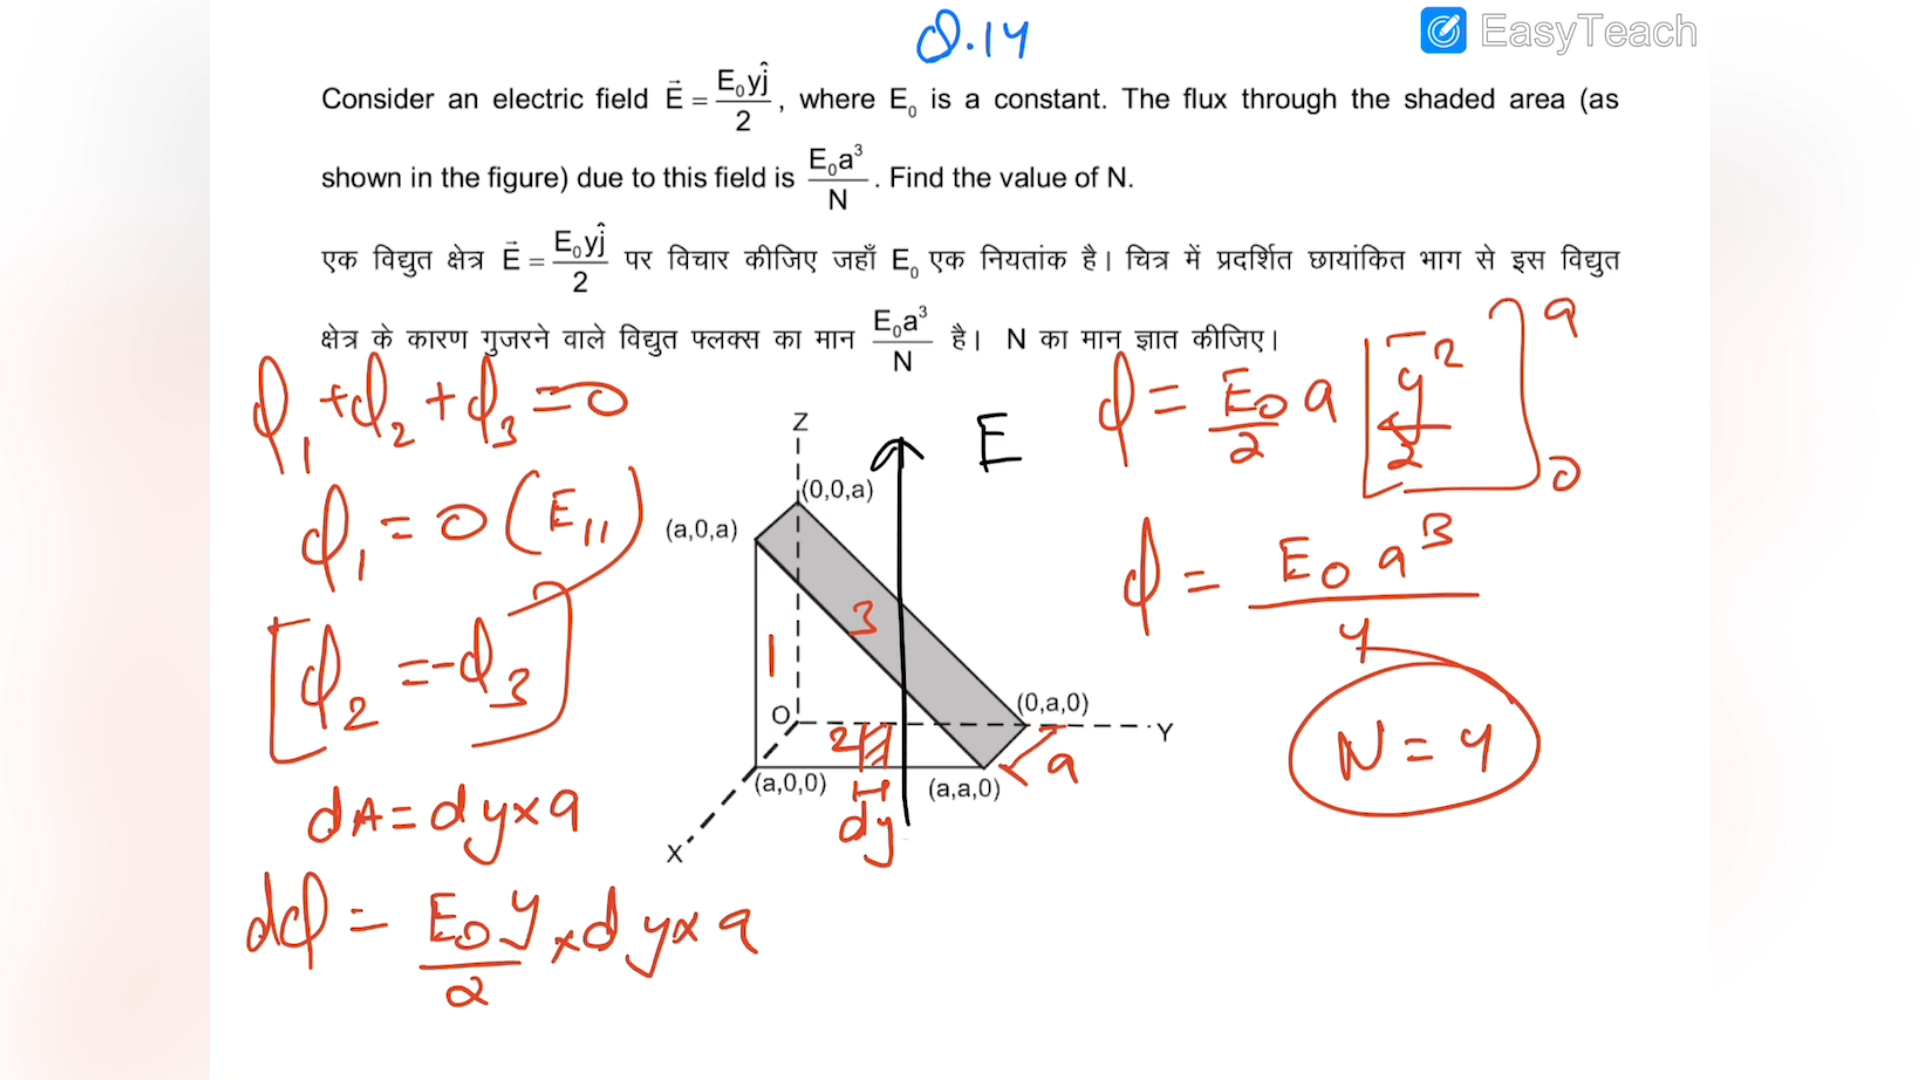 Q.14
EasyTeach
Consider an electric field E⃗ = E₀yĵ/2, where E₀ is a constant. The flux through the shaded area (as
shown in the figure) due to this field is E₀a³/N. Find the value of N.
एक विद्युत क्षेत्र E⃗ = E₀yĵ/2 पर विचार कीजिए जहाँ E₀ एक नियतांक है। चित्र में प्रदर्शित छायांकित भाग से इस विद्युत
क्षेत्र के कारण गुजरने वाले विद्युत फ्लक्स का मान E₀a³/N है। N का मान ज्ञात कीजिए।
ϕ₁ + ϕ₂ + ϕ₃ = 0
ϕ₁ = 0 (E₁₁)
[ϕ₂ = -ϕ₃]
dA = dy × a
dϕ = E₀y/2 × dy × a
Z
E
(0,0,a)
(a,0,a)
3
1
(0,a,0)
O
2
Y
a
(a,0,0)
(a,a,0)
dy
X
ϕ = E₀/2 a [y²/2]₀ᵃ
ϕ = E₀a³/4
N = 4